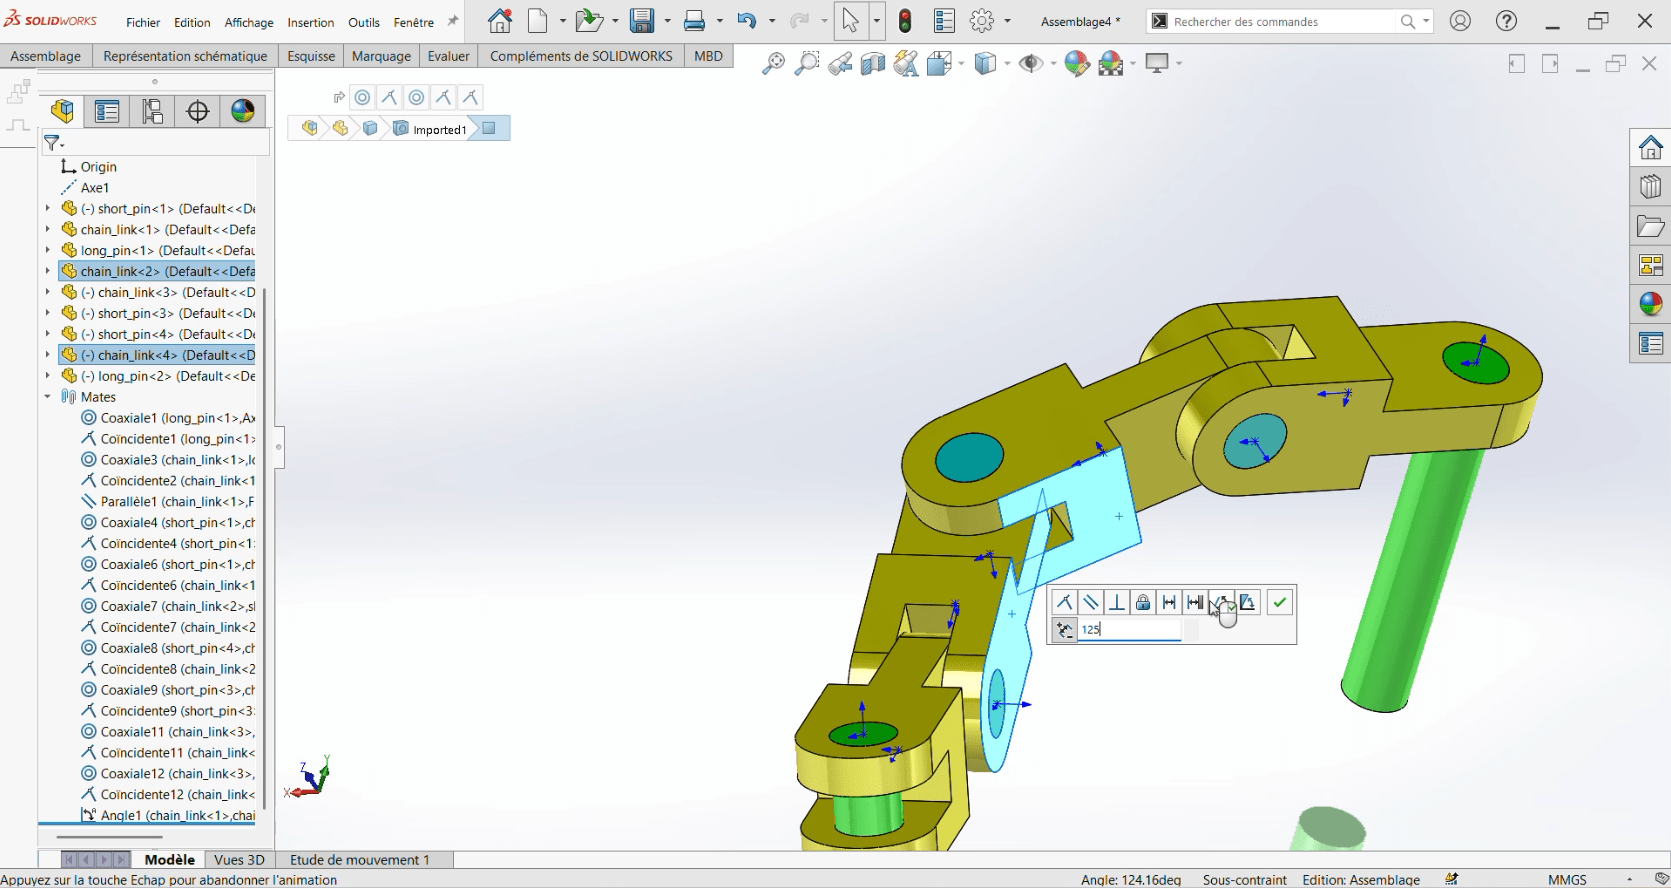 SOLIDWORKS
Fichier Edition Affichage Insertion Outils Fenêtre
Assemblage4 *
Rechercher des commandes
Assemblage Représentation schématique Esquisse Marquage Evaluer Compléments de SOLIDWORKS MBD
Imported1
Origin
Axe1
(-) short_pin<1> (Default<<De
chain_link<1> (Default<<Defa
long_pin<1> (Default<<Defau
chain_link<2> (Default<<Defa
(-) chain_link<3> (Default<<D
(-) short_pin<3> (Default<<De
(-) short_pin<4> (Default<<De
(-) chain_link<4> (Default<<D
(-) long_pin<2> (Default<<De
Mates
Coaxiale1 (long_pin<1>,Ax
Coïncidente1 (long_pin<1>
Coaxiale3 (chain_link<1>,lo
Coïncidente2 (chain_link<1
Parallèle1 (chain_link<1>,F
Coaxiale4 (short_pin<1>,ch
Coïncidente4 (short_pin<1
Coaxiale6 (short_pin<1>,ch
Coïncidente6 (chain_link<1
Coaxiale7 (chain_link<2>,sl
Coïncidente7 (chain_link<2
Coaxiale8 (short_pin<4>,ch
Coïncidente8 (chain_link<2
Coaxiale9 (short_pin<3>,ch
Coïncidente9 (short_pin<3
Coaxiale11 (chain_link<3>,
Coïncidente11 (chain_link<
Coaxiale12 (chain_link<3>,
Coïncidente12 (chain_link<
Angle1 (chain_link<1>,chai
125
Z Y X
Modèle Vues 3D Etude de mouvement 1
Appuyez sur la touche Echap pour abandonner l'animation
Angle: 124.16deg Sous-contraint Edition: Assemblage MMGS